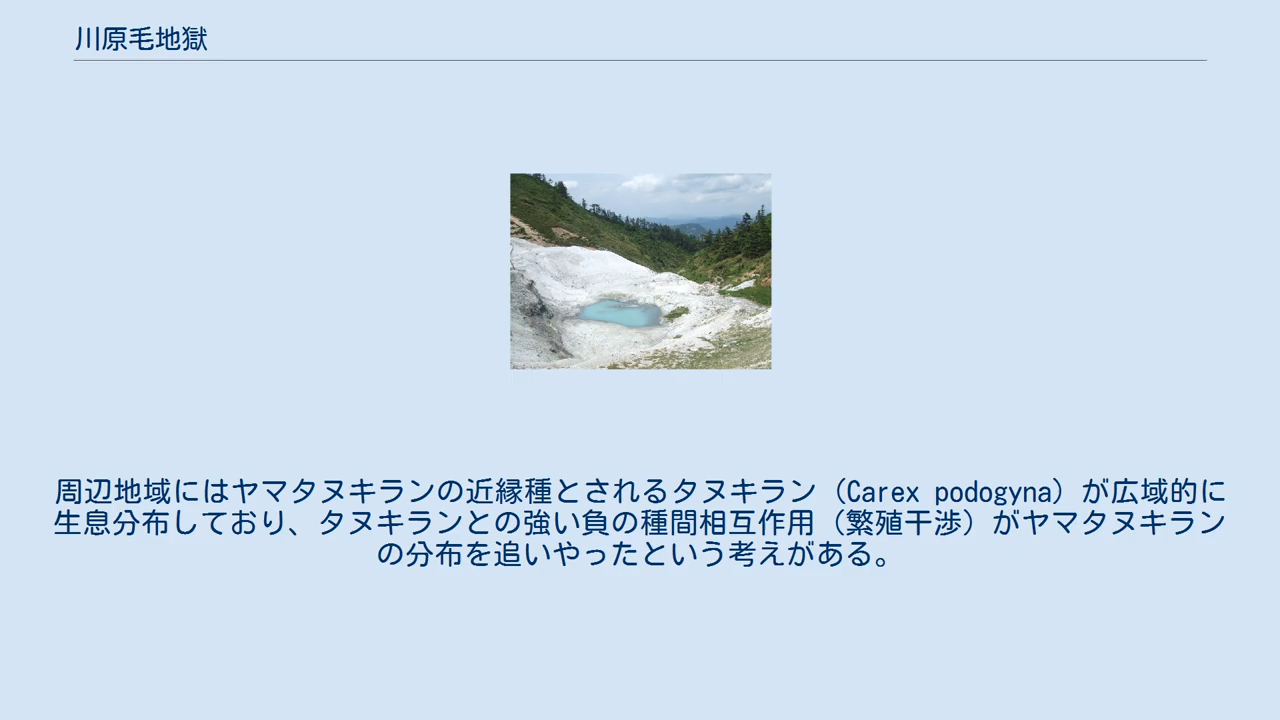 川原毛地獄
周辺地域にはヤマタヌキランの近縁種とされるタヌキラン（Carex podogyna）が広域的に
生息分布しており、タヌキランとの強い負の種間相互作用（繁殖干渉）がヤマタヌキラン
の分布を追いやったという考えがある。